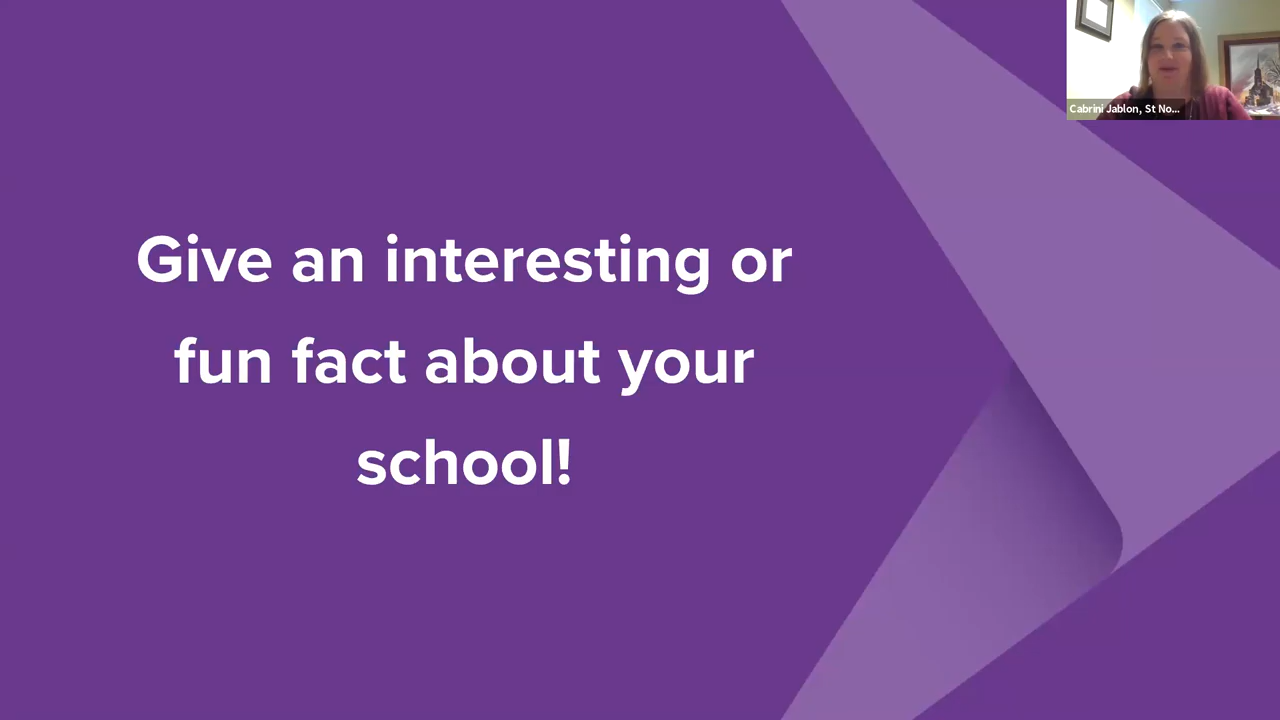 Cabrini Jablon, St No...
Give an interesting or
fun fact about your
school!